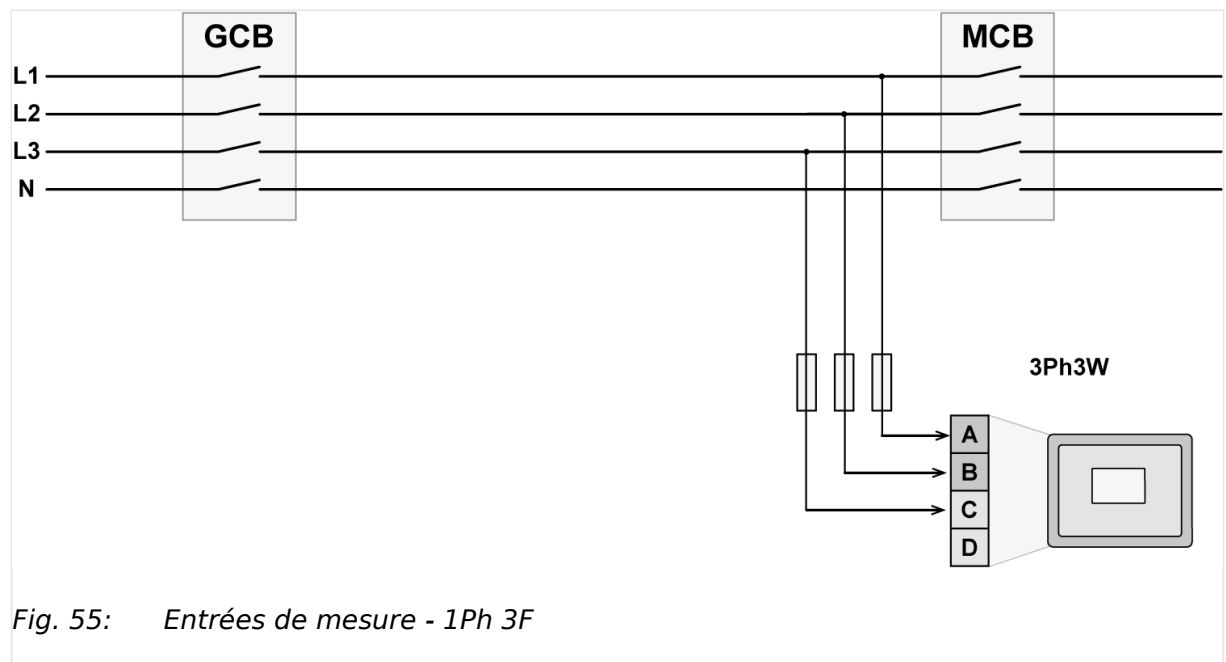 GCB
MCB
L1
L2
L3
N
3Ph3W
A
B
C
D
Fig. 55: Entrées de mesure - 1Ph 3F